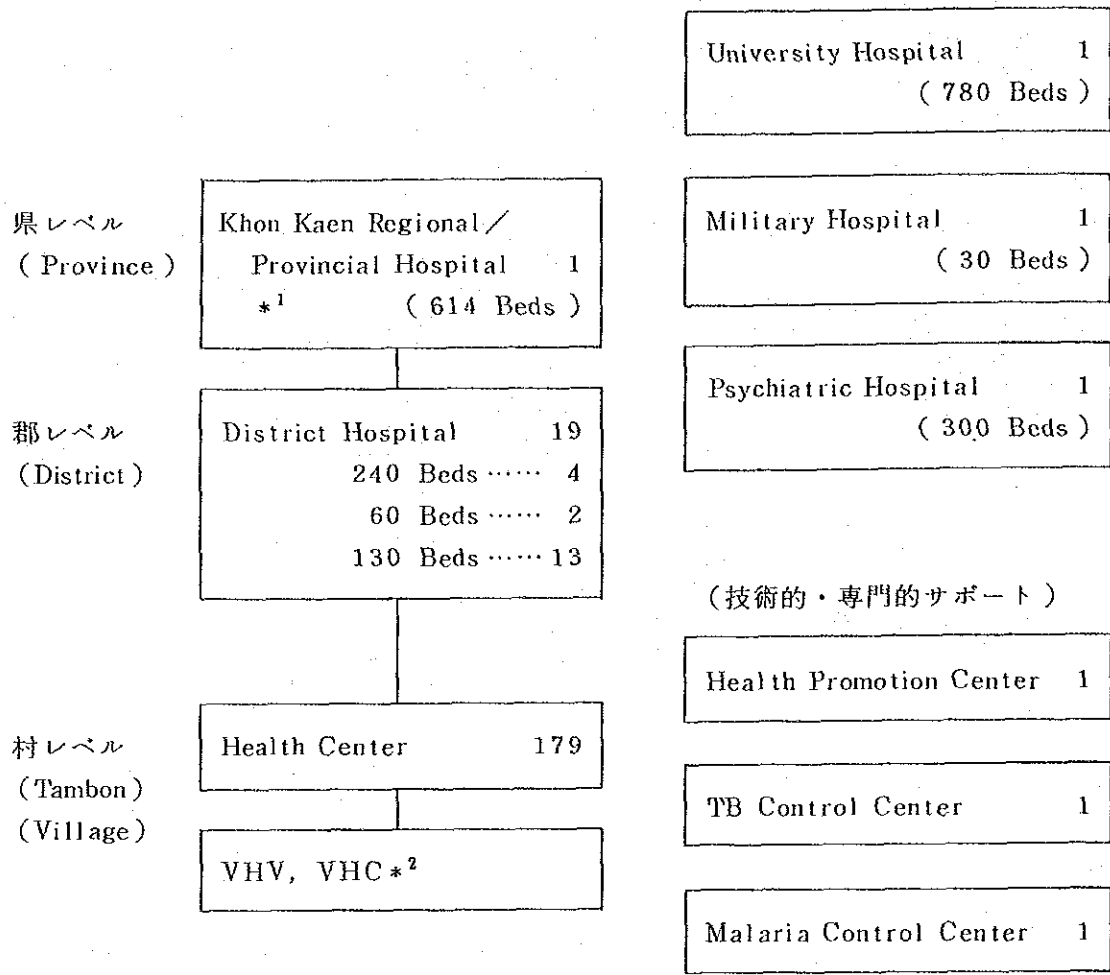 県レベル
(Province)
Khon Kaen Regional/
Provincial Hospital 1
*1 (614 Beds)
郡レベル
(District)
District Hospital 19
240 Beds …… 4
60 Beds …… 2
130 Beds …… 13
村レベル
(Tambon)
(Village)
Health Center 179
VHV, VHC *2
University Hospital 1
(780 Beds)
Military Hospital 1
(30 Beds)
Psychiatric Hospital 1
(300 Beds)
(技術的・専門的サポート)
Health Promotion Center 1
TB Control Center 1
Malaria Control Center 1